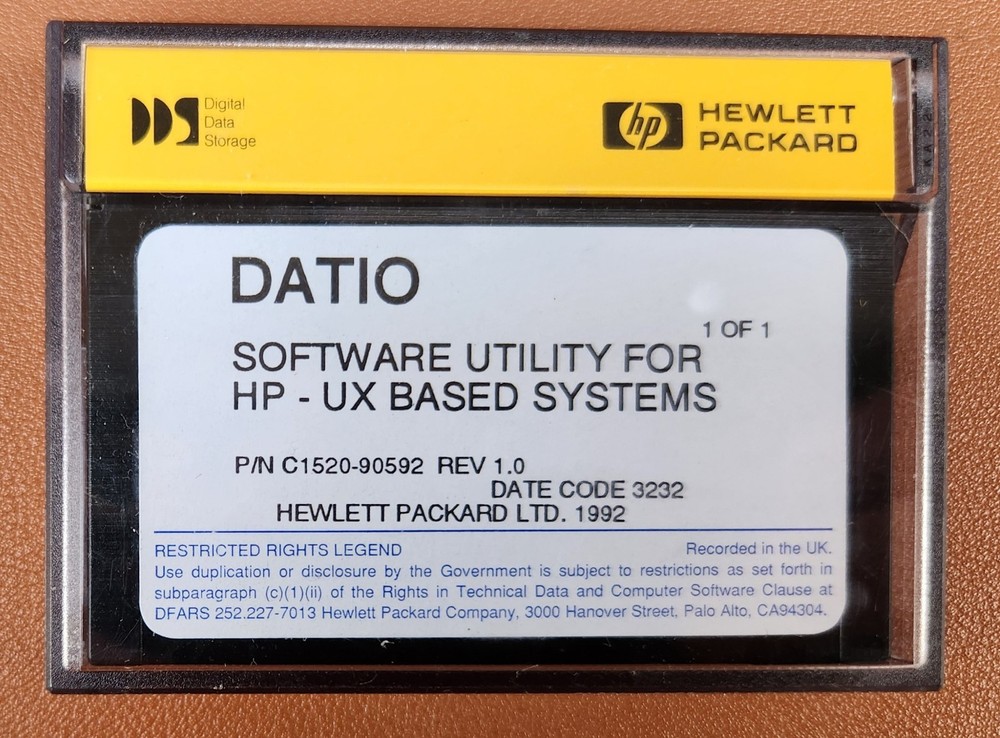 DDS Digital
Data
Storage
hp HEWLETT
PACKARD
DATIO
1 OF 1
SOFTWARE UTILITY FOR
HP - UX BASED SYSTEMS
P/N C1520-90592 REV 1.0
DATE CODE 3232
HEWLETT PACKARD LTD. 1992
RESTRICTED RIGHTS LEGEND
Recorded in the UK.
Use duplication or disclosure by the Government is subject to restrictions as set forth in
subparagraph (c)(1)(ii) of the Rights in Technical Data and Computer Software Clause at
DFARS 252.227-7013 Hewlett Packard Company, 3000 Hanover Street, Palo Alto, CA94304.